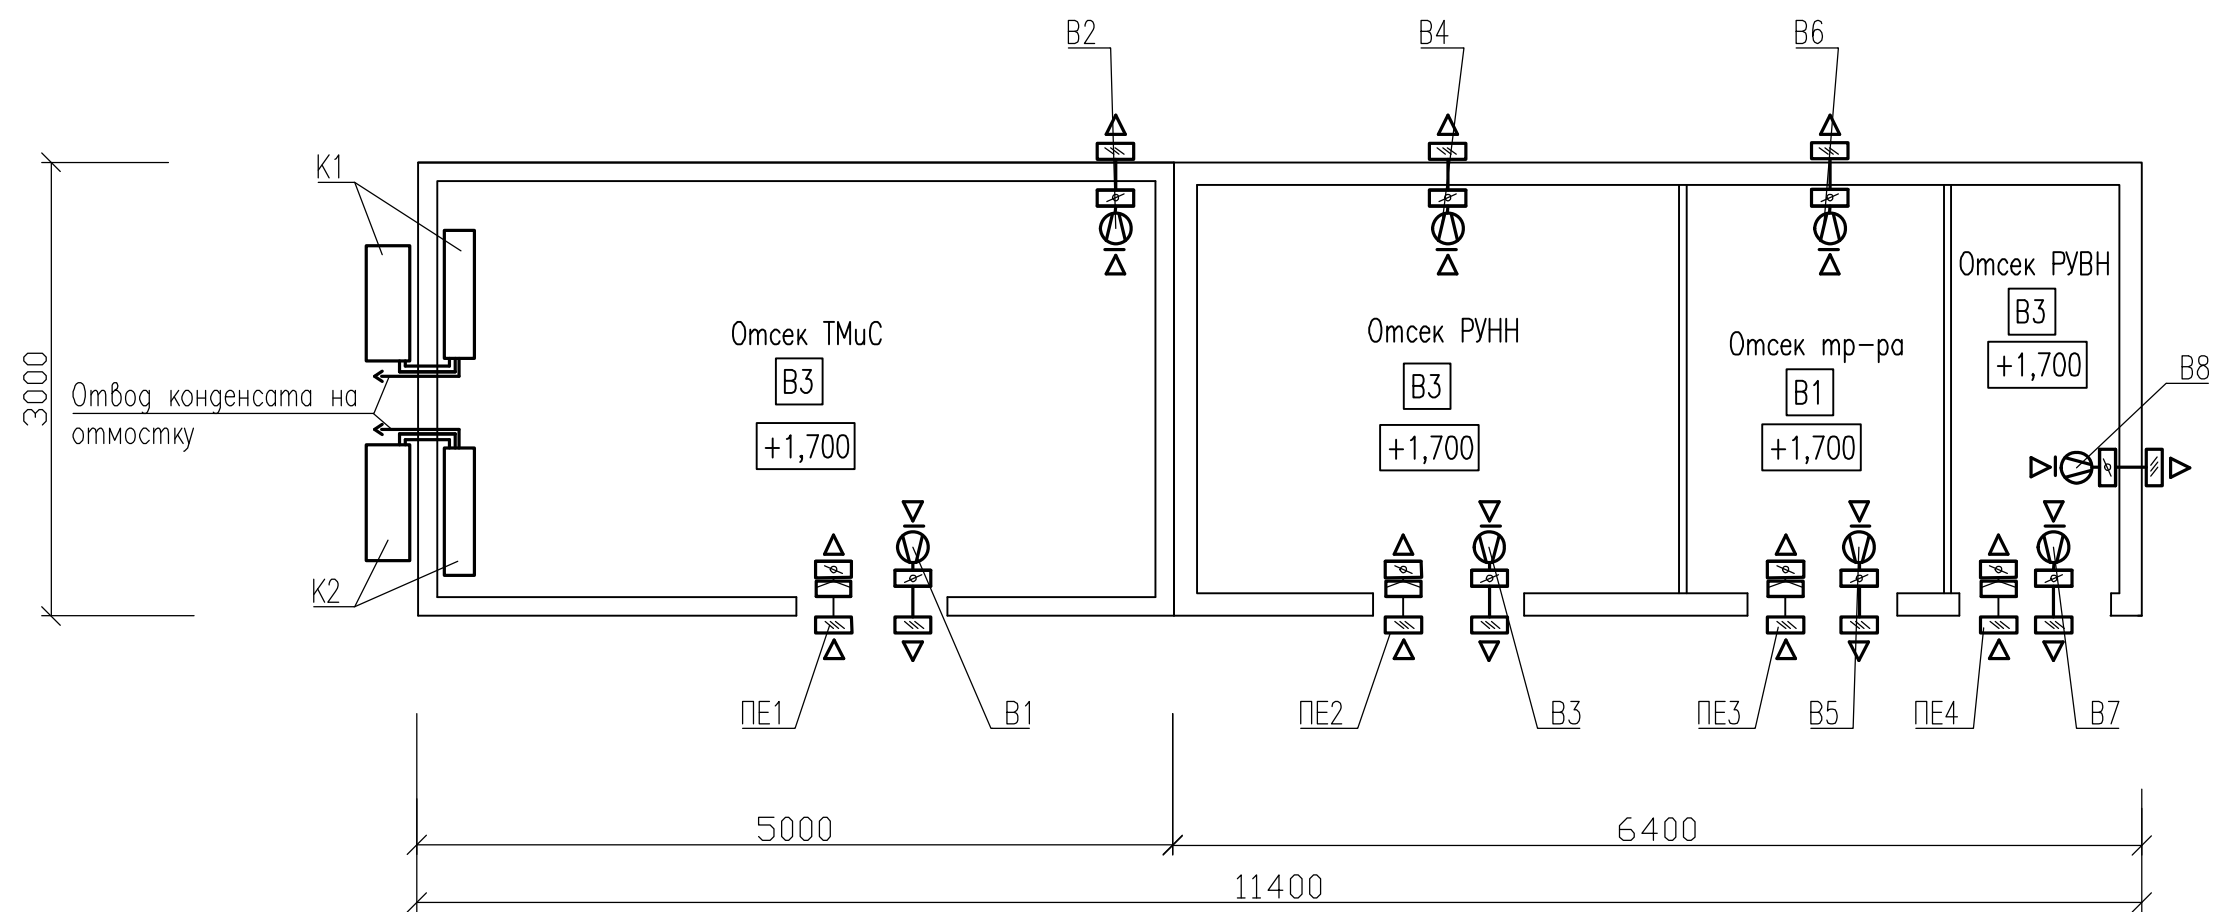 В2
В4
В6
К1
Отсек РУВН
В3
+1,700
Отсек ТМиС
В3
+1,700
Отсек РУНН
В3
+1,700
Отсек тр-ра
В1
+1,700
В8
3000
Отвод конденсата на
отмостку
К2
ПЕ1
В1
ПЕ2
В3
ПЕ3
В5
ПЕ4
В7
5000
6400
11400